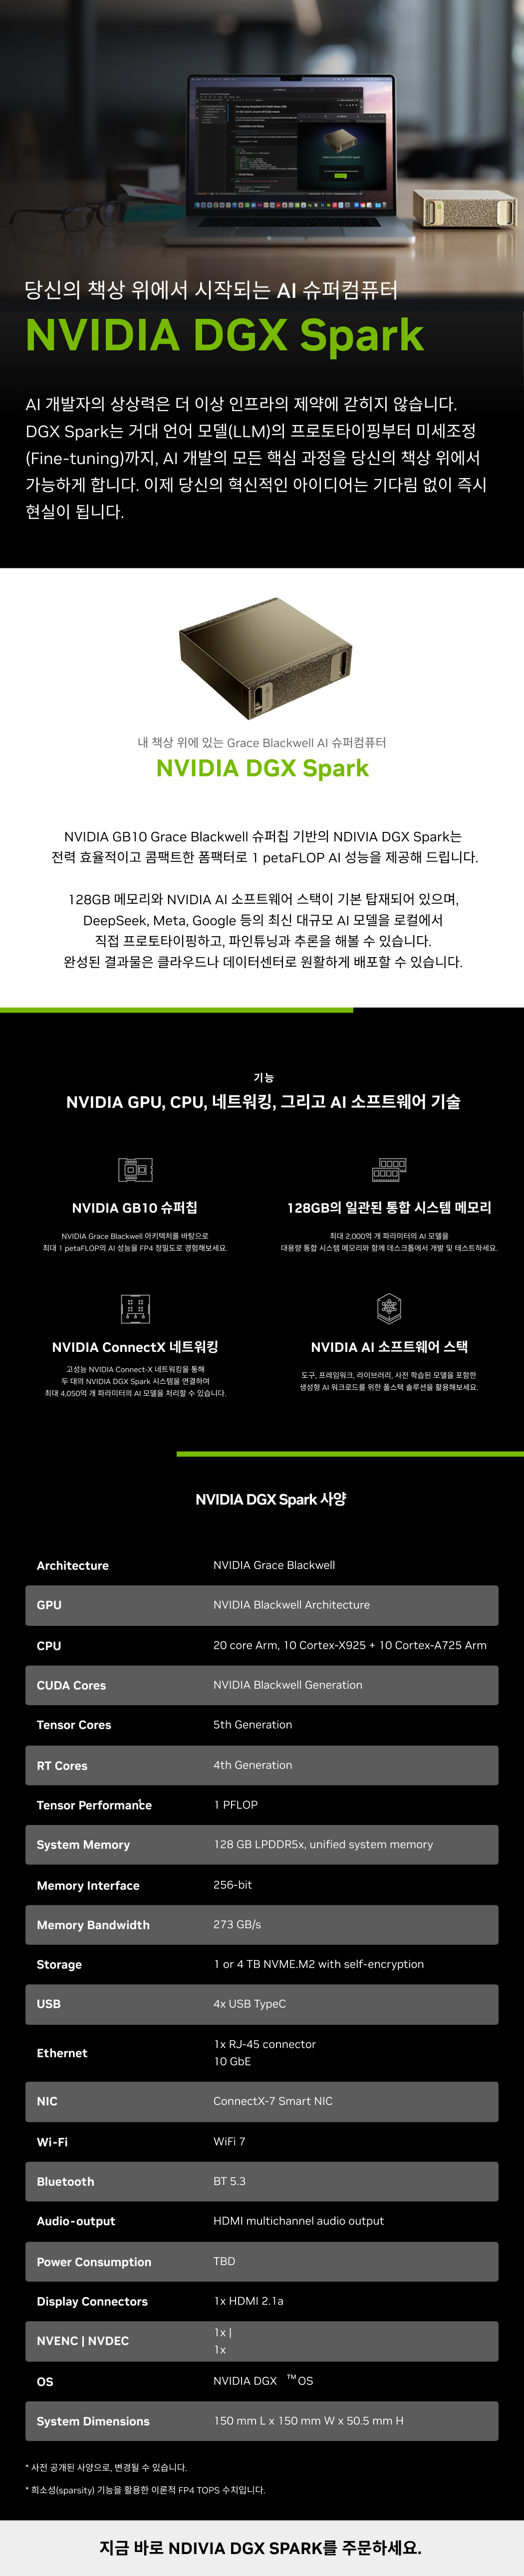 당신의 책상 위에서 시작되는 AI 슈퍼컴퓨터
NVIDIA DGX Spark
AI 개발자의 상상력은 더 이상 인프라의 제약에 갇히지 않습니다.
DGX Spark는 거대 언어 모델(LLM)의 프로토타이핑부터 미세조정
(Fine-tuning)까지, AI 개발의 모든 핵심 과정을 당신의 책상 위에서
가능하게 합니다. 이제 당신의 혁신적인 아이디어는 기다림 없이 즉시
현실이 됩니다.
내 책상 위에 있는 Grace Blackwell AI 슈퍼컴퓨터
NVIDIA DGX Spark
NVIDIA GB10 Grace Blackwell 슈퍼칩 기반의 NDIVIA DGX Spark는
전력 효율적이고 콤팩트한 폼팩터로 1 petaFLOP AI 성능을 제공해 드립니다.
128GB 메모리와 NVIDIA AI 소프트웨어 스택이 기본 탑재되어 있으며,
DeepSeek, Meta, Google 등의 최신 대규모 AI 모델을 로컬에서
직접 프로토타이핑하고, 파인튜닝과 추론을 해볼 수 있습니다.
완성된 결과물은 클라우드나 데이터센터로 원활하게 배포할 수 있습니다.
기능
NVIDIA GPU, CPU, 네트워킹, 그리고 AI 소프트웨어 기술
NVIDIA GB10 슈퍼칩
NVIDIA Grace Blackwell 아키텍처를 바탕으로
최대 1 petaFLOP의 AI 성능을 FP4 정밀도로 경험해보세요.
128GB의 일관된 통합 시스템 메모리
최대 2,000억 개 파라미터의 AI 모델을
대용량 통합 시스템 메모리와 함께 데스크톱에서 개발 및 테스트하세요.
NVIDIA ConnectX 네트워킹
고성능 NVIDIA Connect-X 네트워킹을 통해
두 대의 NVIDIA DGX Spark 시스템을 연결하여
최대 4,050억 개 파라미터의 AI 모델을 처리할 수 있습니다.
NVIDIA AI 소프트웨어 스택
도구, 프레임워크, 라이브러리, 사전 학습된 모델을 포함한
생성형 AI 워크로드를 위한 풀스택 솔루션을 활용해보세요.
NVIDIA DGX Spark 사양
Architecture NVIDIA Grace Blackwell
GPU NVIDIA Blackwell Architecture
CPU 20 core Arm, 10 Cortex-X925 + 10 Cortex-A725 Arm
CUDA Cores NVIDIA Blackwell Generation
Tensor Cores 5th Generation
RT Cores 4th Generation
Tensor Performance 1 1 PFLOP
System Memory 128 GB LPDDR5x, unified system memory
Memory Interface 256-bit
Memory Bandwidth 273 GB/s
Storage 1 or 4 TB NVME.M2 with self-encryption
USB 4x USB TypeC
Ethernet 1x RJ-45 connector
10 GbE
NIC ConnectX-7 Smart NIC
Wi-Fi WiFi 7
Bluetooth BT 5.3
Audio-output HDMI multichannel audio output
Power Consumption TBD
Display Connectors 1x HDMI 2.1a
NVENC | NVDEC 1x |
1x
OS NVIDIA DGX ™ OS
System Dimensions 150 mm L x 150 mm W x 50.5 mm H
* 사전 공개된 사양으로, 변경될 수 있습니다.
* 희소성(sparsity) 기능을 활용한 이론적 FP4 TOPS 수치입니다.
지금 바로 NDIVIA DGX SPARK를 주문하세요.